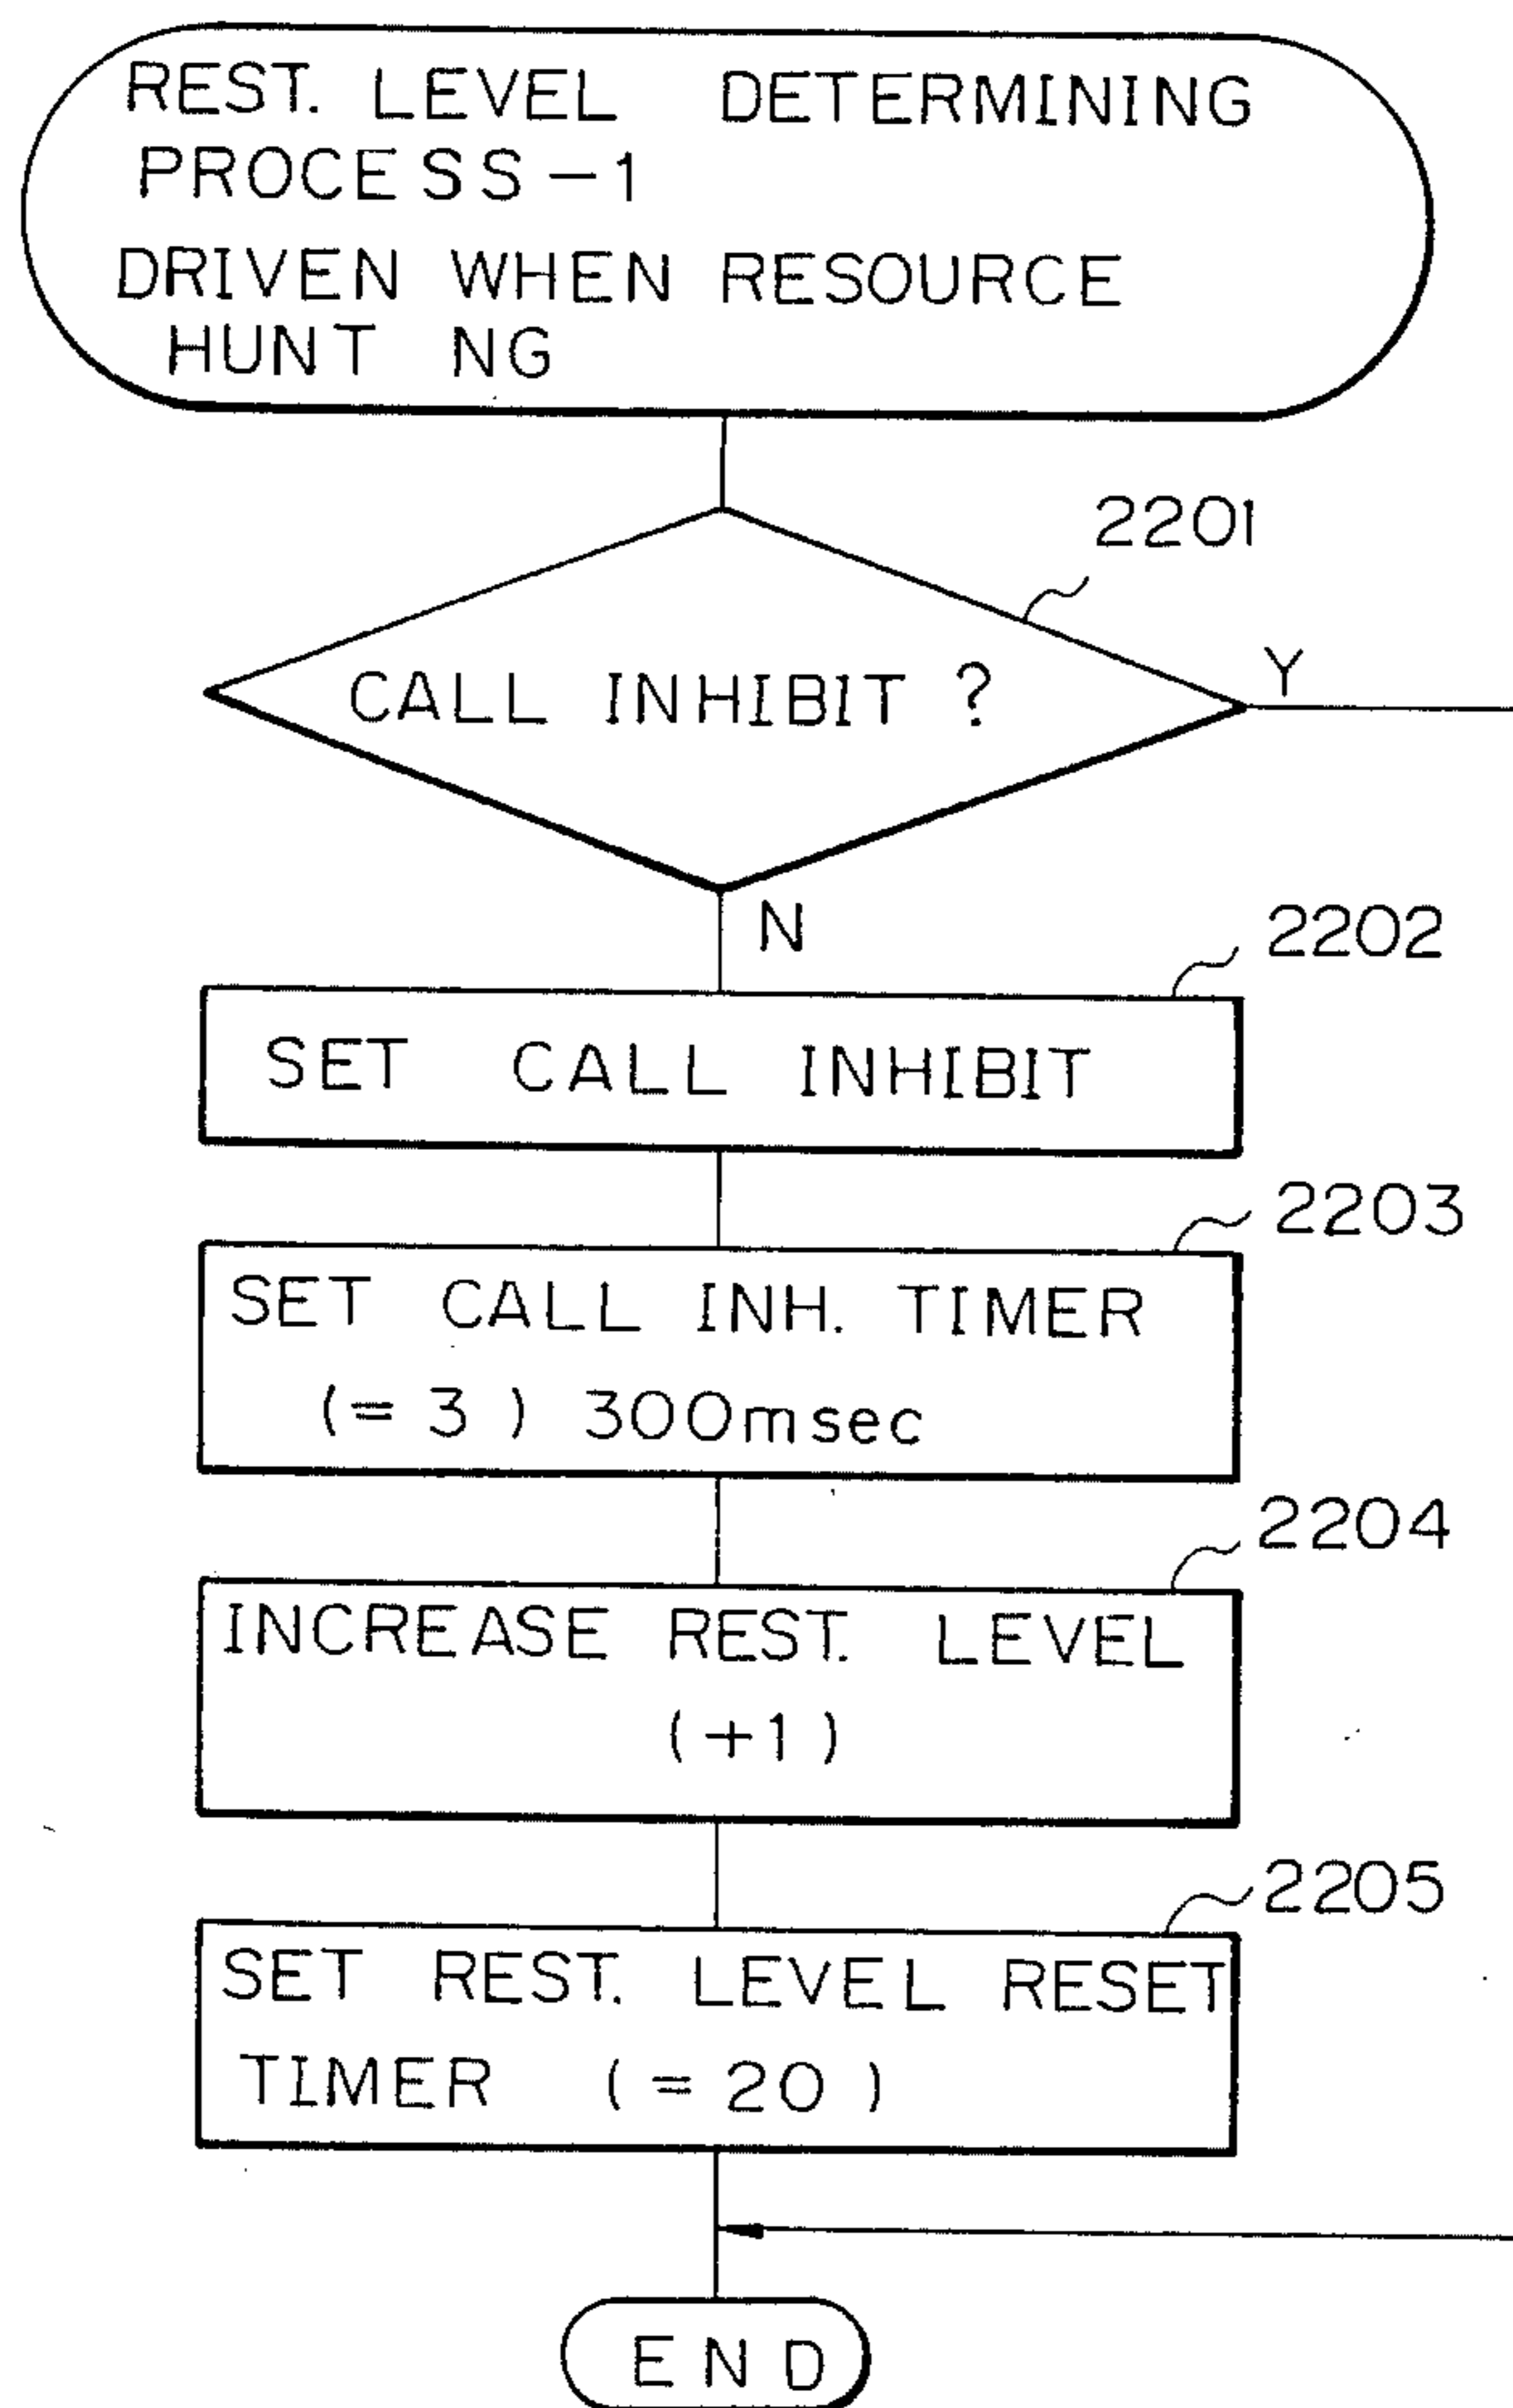 REST. LEVEL DETERMINING
PROCESS-1
DRIVEN WHEN RESOURCE
HUNT NG
2201
CALL INHIBIT ?
Y
N
2202
SET CALL INHIBIT
2203
SET CALL INH. TIMER
(= 3 ) 300msec
2204
INCREASE REST. LEVEL
(+1)
2205
SET REST. LEVEL RESET
TIMER (= 20 )
END